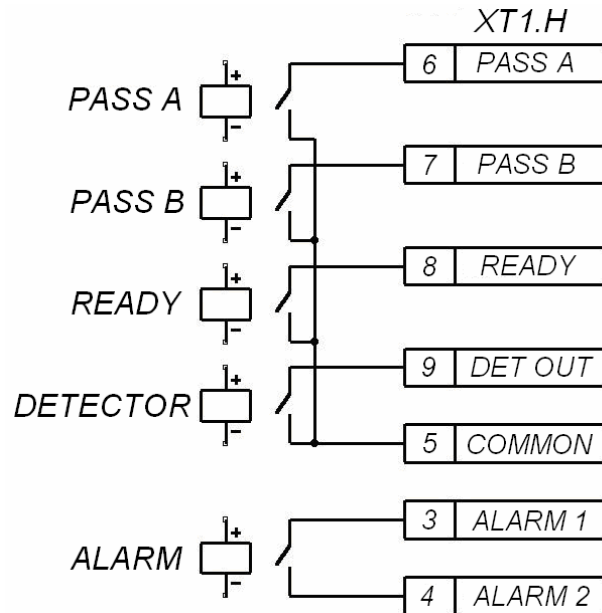 XT1.H
6 PASS A
PASS A
+
-
7 PASS B
PASS B
+
-
8 READY
READY
+
-
9 DET OUT
DETECTOR
+
-
5 COMMON
3 ALARM 1
ALARM
+
-
4 ALARM 2